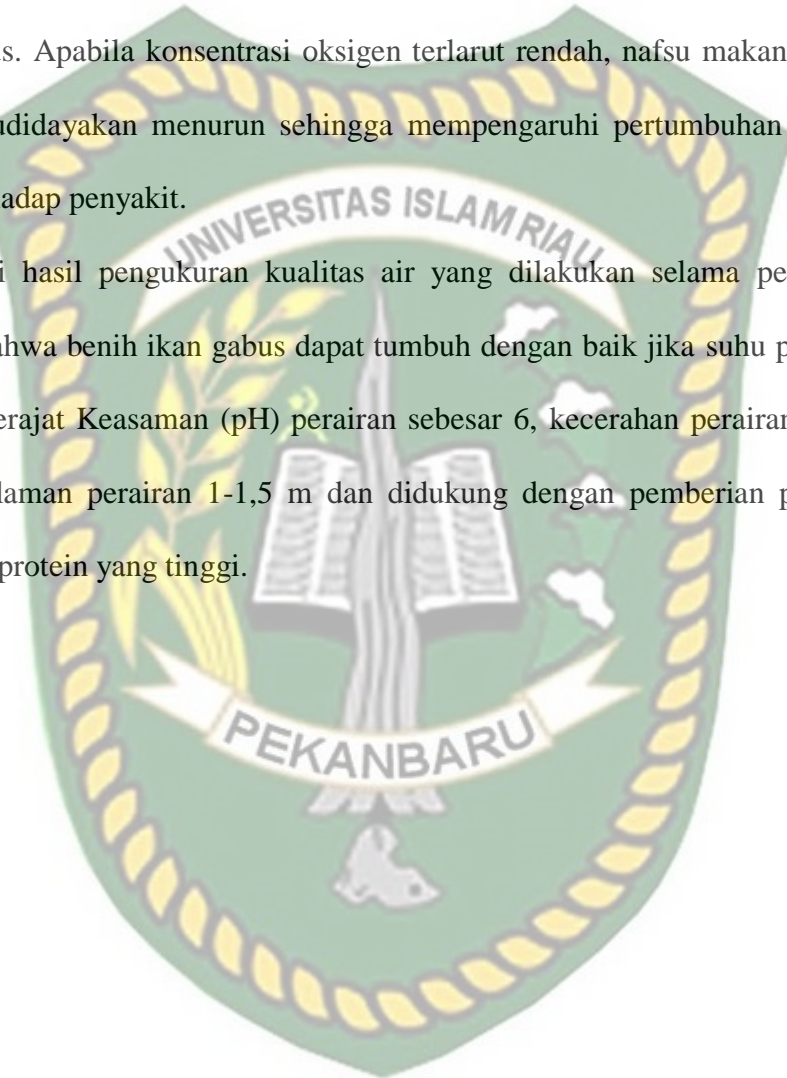 us. Apabila konsentrasi oksigen terlarut rendah, nafsu makan
udidayakan menurun sehingga mempengaruhi pertumbuhan
adap penyakit.
UNIVERSITAS ISLAM RIAU
i hasil pengukuran kualitas air yang dilakukan selama pe
ahwa benih ikan gabus dapat tumbuh dengan baik jika suhu p
erajat Keasaman (pH) perairan sebesar 6, kecerahan perairan
laman perairan 1-1,5 m dan didukung dengan pemberian p
protein yang tinggi.
PEKANBARU